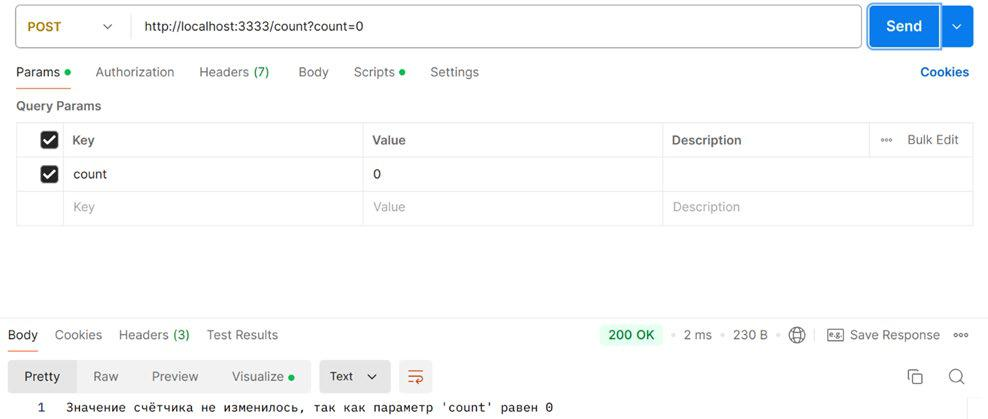 POST http://localhost:3333/count?count=0 Send
Params Authorization Headers (7) Body Scripts Settings Cookies
Query Params
Key Value Description Bulk Edit
count 0
Key Value Description
Body Cookies Headers (3) Test Results 200 OK 2 ms 230 B e.g. Save Response
Pretty Raw Preview Visualize Text
1 Значение счётчика не изменилось, так как параметр 'count' равен 0